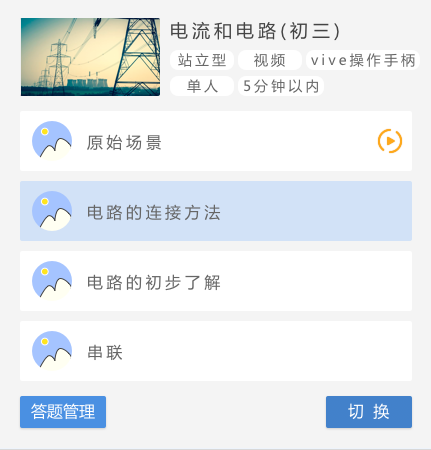 电流和电路(初三)
站立型 视频 vive操作手柄
单人 5分钟以内
原始场景
电路的连接方法
电路的初步了解
串联
答题管理 切 换